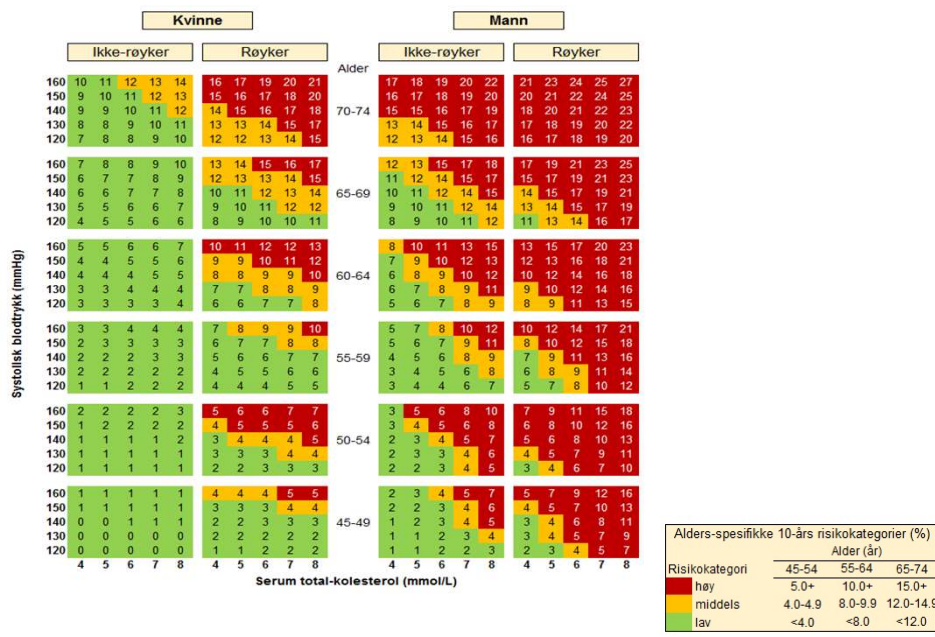 Kvinne Mann
Ikke-røyker Røyker Ikke-røyker Røyker
Alder
160 10 11 12 13 14 16 17 19 20 21 17 18 19 20 22 21 23 24 25 27
150 9 10 11 12 13 15 16 17 18 20 16 17 18 19 20 20 21 22 24 25
140 9 9 10 11 12 14 15 16 17 18 70-74 15 15 16 17 19 18 20 21 22 23
130 8 8 9 10 11 13 13 14 15 17 13 14 15 16 17 17 18 19 20 22
120 7 8 8 9 10 12 12 13 14 15 12 13 14 15 16 16 17 18 19 20
160 7 8 8 9 10 13 14 15 16 17 12 13 15 17 18 17 19 21 23 25
150 6 7 7 8 9 12 13 13 14 15 11 12 14 15 17 15 17 19 21 23
140 6 6 7 7 8 10 11 12 13 14 65-69 10 11 12 14 15 14 15 17 19 21
130 5 5 6 6 7 9 10 11 12 12 9 10 11 12 14 13 14 15 17 19
120 4 5 5 6 6 8 9 10 10 11 8 9 10 11 12 11 13 14 16 17
160 5 5 6 6 7 10 11 12 12 13 8 10 11 13 15 13 15 17 20 23
150 4 4 5 5 6 9 9 10 11 12 7 9 10 12 13 12 13 16 18 21
140 4 4 4 5 5 8 8 9 9 10 60-64 6 8 9 10 12 10 12 14 16 18
130 3 3 4 4 4 7 7 8 8 9 6 7 8 9 11 9 10 12 14 16
120 3 3 3 3 4 6 6 7 7 8 5 6 7 8 9 8 9 11 13 15
160 3 3 4 4 4 7 8 9 9 10 5 7 8 10 12 10 12 14 17 21
150 2 3 3 3 4 6 7 7 8 8 5 6 7 9 11 8 10 12 15 18
140 2 2 2 3 3 5 6 6 7 7 55-59 4 5 6 8 9 7 9 11 13 16
130 2 2 2 2 2 4 5 5 5 6 3 4 5 6 8 6 8 9 11 14
120 1 1 2 2 2 4 4 4 5 5 3 4 4 6 7 5 7 8 10 12
160 2 2 2 2 3 5 6 6 7 7 3 5 6 8 10 7 9 11 15 18
150 1 2 2 2 2 4 5 5 5 6 3 4 5 6 8 6 8 10 12 16
140 1 1 1 1 2 3 4 4 4 5 50-54 2 3 4 5 7 5 6 8 10 13
130 1 1 1 1 1 3 3 3 4 4 2 3 3 4 6 4 5 7 9 11
120 1 1 1 1 1 2 2 3 3 3 2 2 3 4 5 3 4 6 7 10
160 1 1 1 1 1 4 4 4 5 5 2 3 4 5 7 5 7 9 12 16
150 1 1 1 1 1 3 3 3 4 4 2 2 3 4 6 4 5 7 10 13
140 0 0 1 1 1 2 2 3 3 3 45-49 1 2 3 4 5 3 4 6 8 11
130 0 0 0 0 0 2 2 2 2 2 1 1 2 3 4 3 4 5 7 9
120 0 0 0 0 0 1 1 2 2 2 1 1 2 2 3 2 3 4 5 7
4 5 6 7 8 4 5 6 7 8 4 5 6 7 8 4 5 6 7 8
Systolisk blodtrykk (mmHg)
Serum total-kolesterol (mmol/L)
Alders-spesifikke 10-års risikokategorier (%)
Alder (år)
Risikokategori 45-54 55-64 65-74
høy 5.0+ 10.0+ 15.0+
middels 4.0-4.9 8.0-9.9 12.0-14.9
lav <4.0 <8.0 <12.0